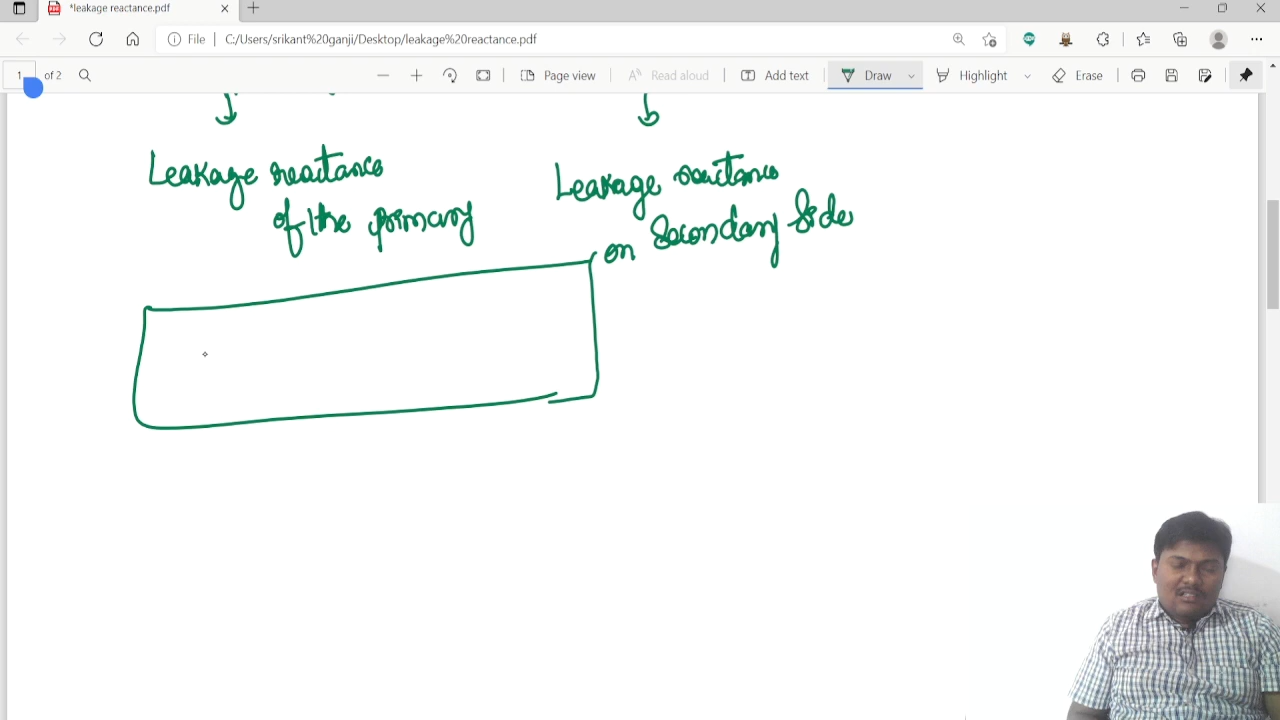 *leakage reactance.pdf
File | C:/Users/srikant%20ganji/Desktop/leakage%20reactance.pdf
1 of 2 Page view Read aloud Add text Draw Highlight Erase
Leakage reactance
of the primary
Leakage reactance
on Secondary Side